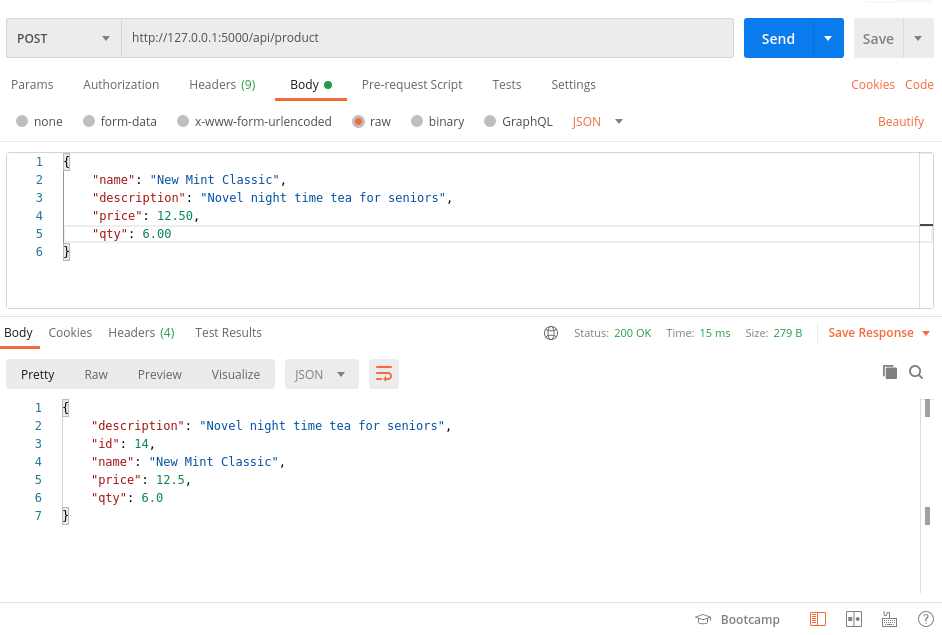 POST http://127.0.0.1:5000/api/product Send Save
Params Authorization Headers (9) Body Pre-request Script Tests Settings Cookies Code
none form-data x-www-form-urlencoded raw binary GraphQL JSON Beautify
1 {
2 "name": "New Mint Classic",
3 "description": "Novel night time tea for seniors",
4 "price": 12.50,
5 "qty": 6.00
6 }
Body Cookies Headers (4) Test Results Status: 200 OK Time: 15 ms Size: 279 B Save Response
Pretty Raw Preview Visualize JSON
1 {
2 "description": "Novel night time tea for seniors",
3 "id": 14,
4 "name": "New Mint Classic",
5 "price": 12.5,
6 "qty": 6.0
7 }
Bootcamp ?